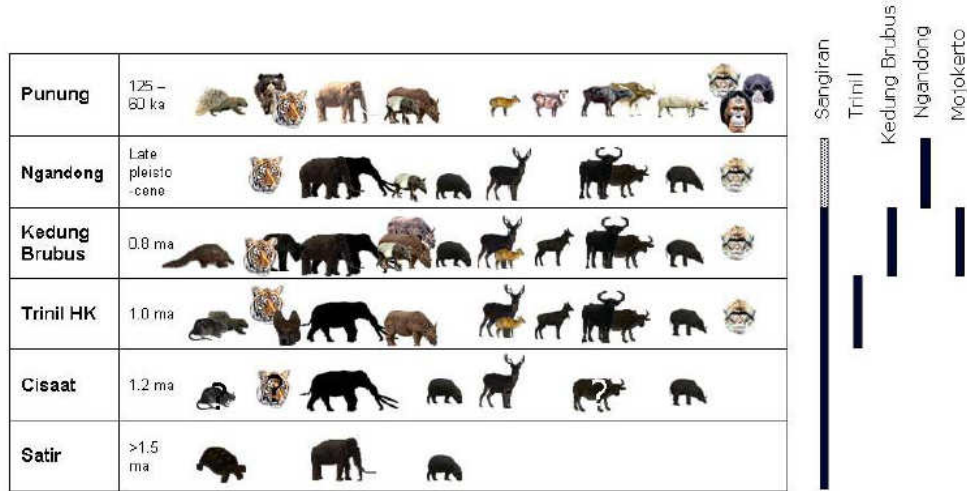 Sangiran
Trinil
Kedung Brubus
Ngandong
Mojokerto
Punung
125 –
60 ka
Ngandong
Late
pleisto
-cene
Kedung
Brubus
0.8 ma
Trinil HK
1.0 ma
Cisaat
1.2 ma
?
?
?
Satir
>1.5
ma